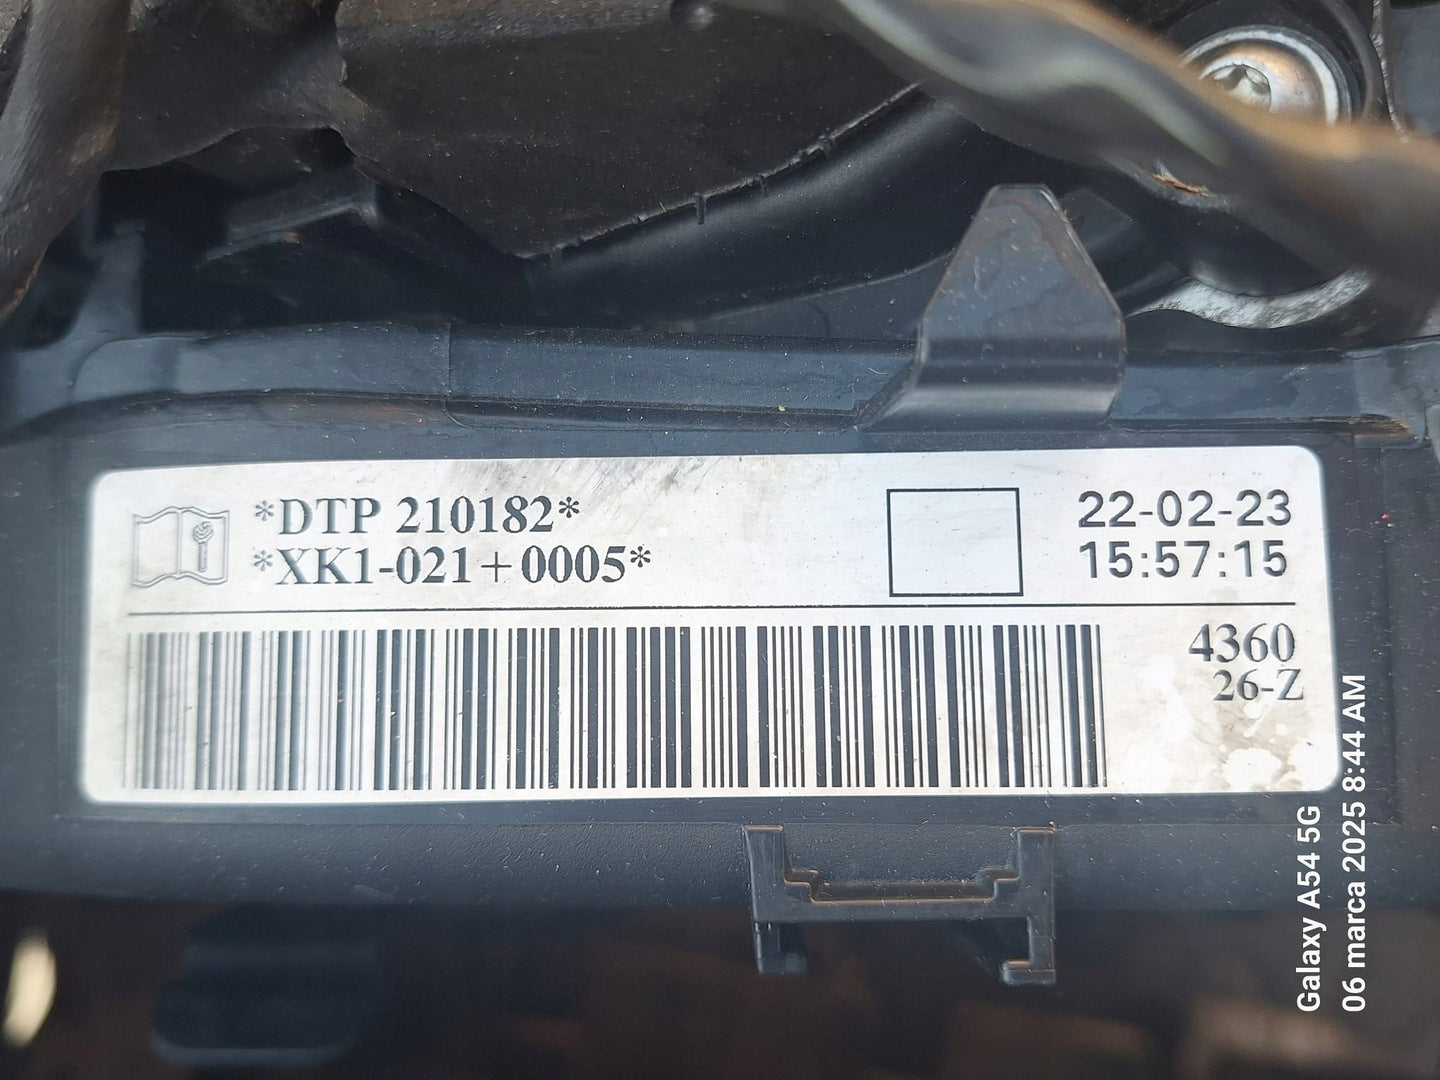 *DTP 210182*
*XK1-021+0005*
22-02-23
15:57:15
4360
26-Z
Galaxy A54 5G
06 marca 2025 8:44 AM